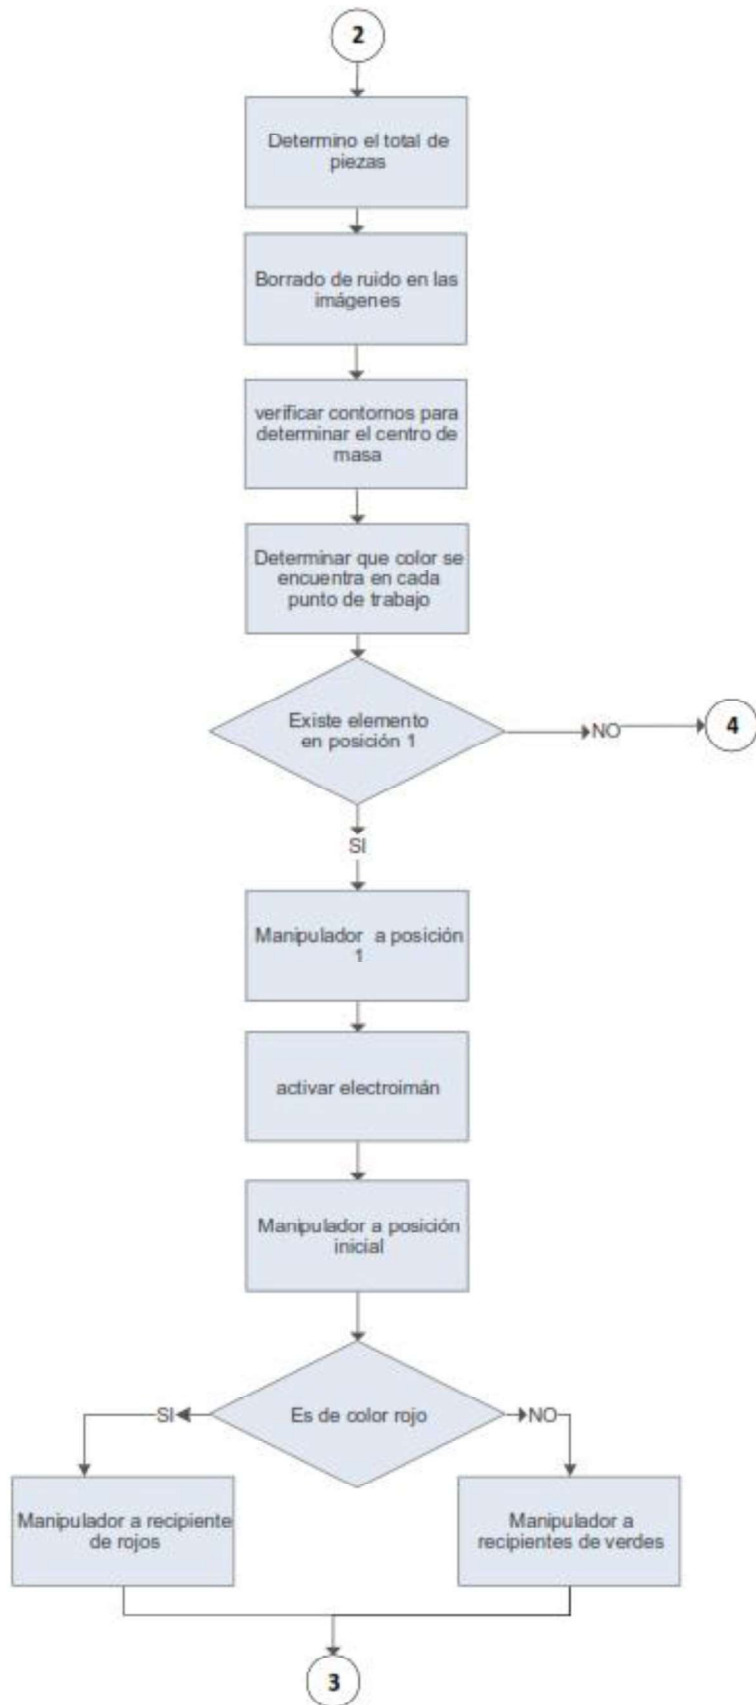 2
Determino el total de
piezas
Borrado de ruido en las
imágenes
verificar contornos para
determinar el centro de
masa
Determinar que color se
encuentra en cada
punto de trabajo
Existe elemento
en posición 1
NO
4
SI
Manipulador a posición
1
activar electroimán
Manipulador a posición
inicial
Es de color rojo
SI
NO
Manipulador a recipiente
de rojos
Manipulador a
recipientes de verdes
3